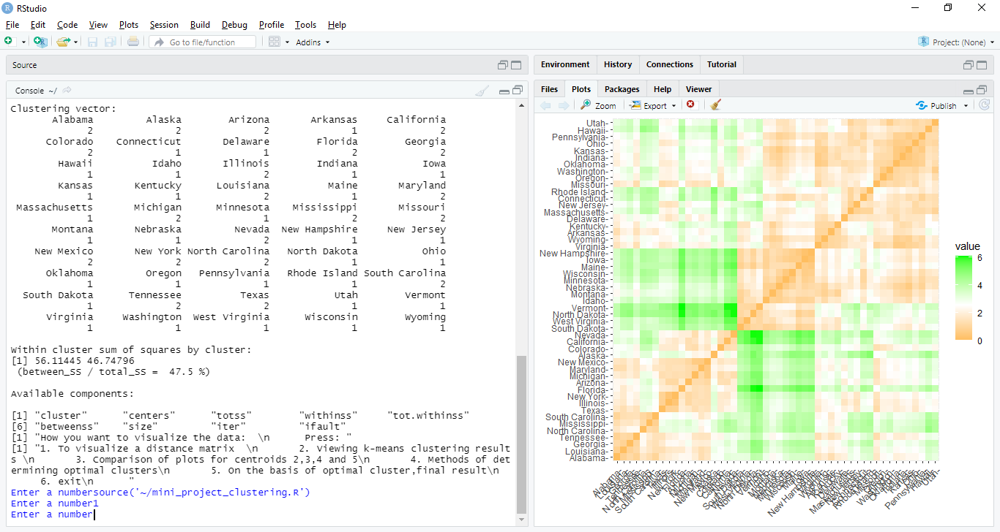 RStudio
File Edit Code View Plots Session Build Debug Profile Tools Help
Go to file/function Addins Project: (None)
Source
Console ~/
Clustering vector:
Alabama Alaska Arizona Arkansas California
2 2 2 1 2
Colorado Connecticut Delaware Florida Georgia
2 1 1 2 2
Hawaii Idaho Illinois Indiana Iowa
1 1 2 1 1
Kansas Kentucky Louisiana Maine Maryland
1 1 2 1 2
Massachusetts Michigan Minnesota Mississippi Missouri
1 2 1 2 2
Montana Nebraska Nevada New Hampshire New Jersey
1 1 2 1 1
New Mexico New York North Carolina North Dakota Ohio
2 2 2 1 1
Oklahoma Oregon Pennsylvania Rhode Island South Carolina
1 1 1 1 2
South Dakota Tennessee Texas Utah Vermont
1 2 2 1 1
Virginia Washington West Virginia Wisconsin Wyoming
1 1 1 1 1
Within cluster sum of squares by cluster:
[1] 56.11445 46.74796
(between_SS / total_SS = 47.5 %)
Available components:
[1] "cluster" "centers" "totss" "withinss" "tot.withinss"
[6] "betweenss" "size" "iter" "ifault"
[1] "How you want to visualize the data: \n Press: "
[1] "1. To visualize a distance matrix \n 2. Viewing k-means clustering result
s \n 3. Comparison of plots for centroids 2,3,4 and 5\n 4. Methods of det
ermining optimal clusters\n 5. On the basis of optimal cluster,final result\n
6. exit\n "
Enter a numbersource('~/mini_project_clustering.R')
Enter a number1
Enter a number
Environment History Connections Tutorial
Files Plots Packages Help Viewer
Zoom Export Publish
Utah-
Hawaii-
Pennsylvania-
Ohio-
Kansas-
Indiana-
Oklahoma-
Washington-
Oregon-
Missouri-
Rhode Island-
Connecticut-
New Jersey-
Massachusetts-
Delaware-
Kentucky-
Arkansas-
Wyoming-
Virginia-
New Hampshire-
Iowa-
Maine-
Wisconsin-
Minnesota-
Nebraska-
Montana-
Idaho-
Vermont-
North Dakota-
West Virginia-
South Dakota-
Nevada-
California-
Colorado-
Alaska-
New Mexico-
Maryland-
Michigan-
Arizona-
Florida-
New York-
Illinois-
Texas-
South Carolina-
Mississippi-
North Carolina-
Tennessee-
Georgia-
Louisiana-
Alabama-
value
6
4
2
0